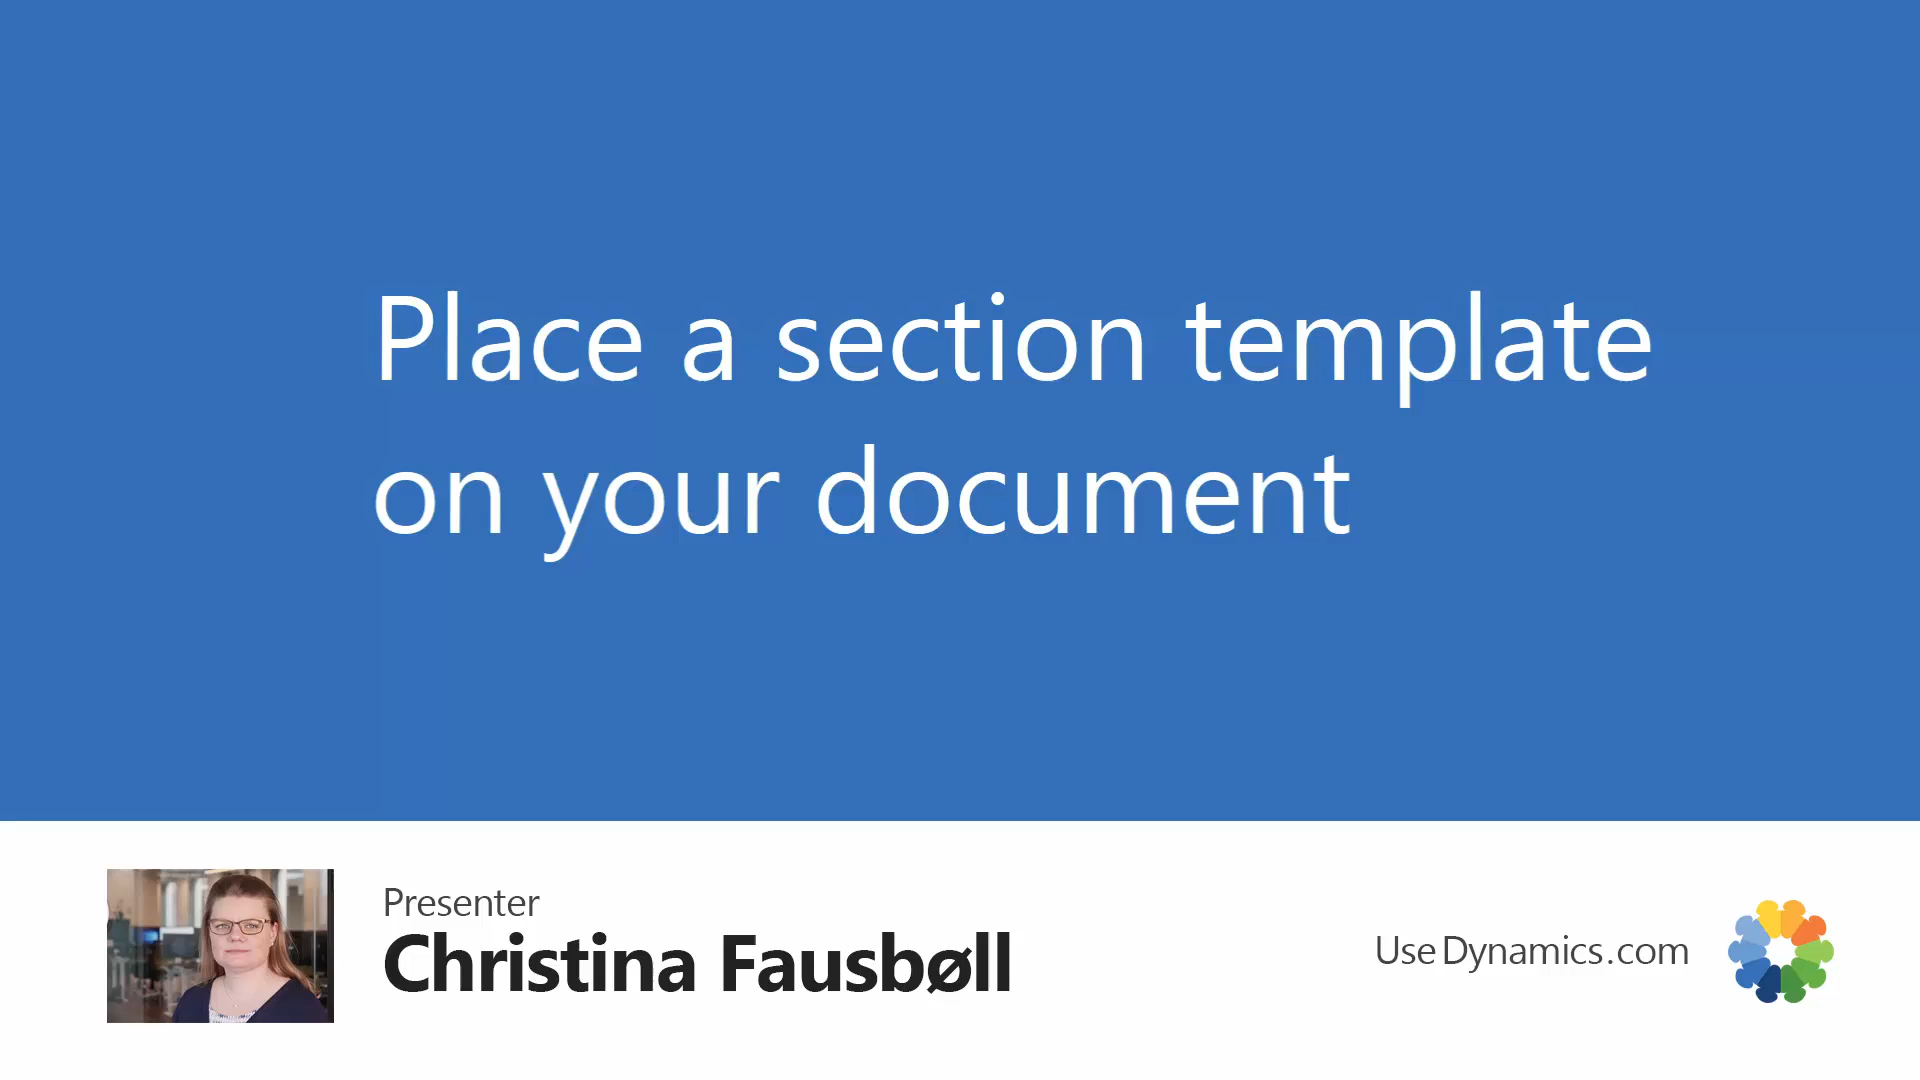 Place a section template
on your document
Presenter
Christina Fausbøll
UseDynamics.com